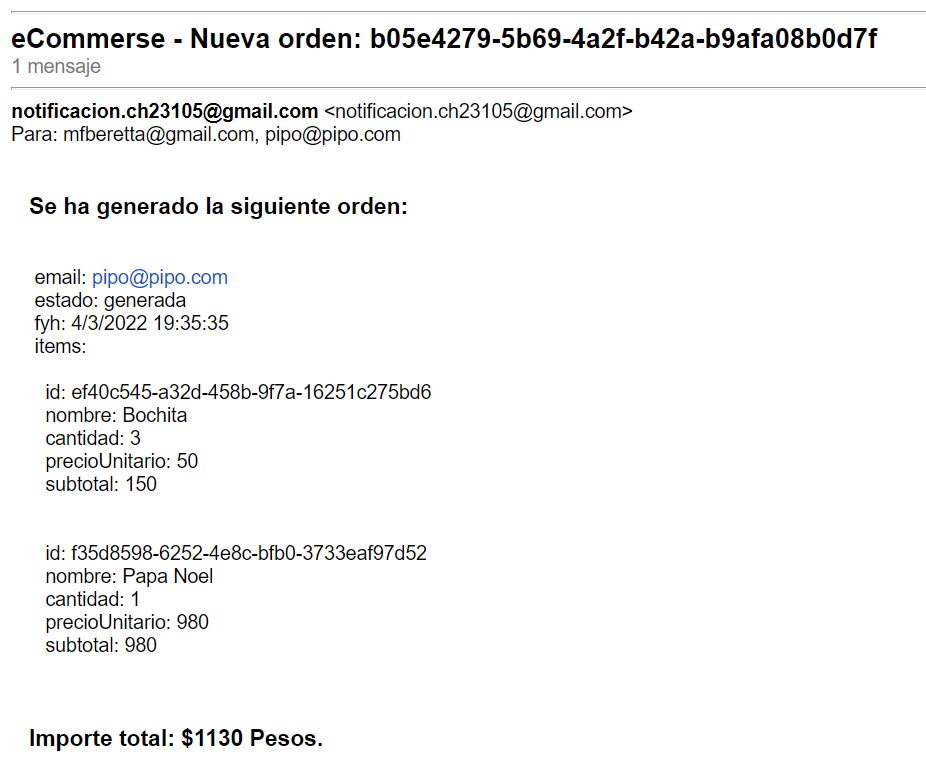 eCommerse - Nueva orden: b05e4279-5b69-4a2f-b42a-b9afa08b0d7f
1 mensaje
notificacion.ch23105@gmail.com <notificacion.ch23105@gmail.com>
Para: mfberetta@gmail.com, pipo@pipo.com
Se ha generado la siguiente orden:
email: pipo@pipo.com
estado: generada
fyh: 4/3/2022 19:35:35
items:
id: ef40c545-a32d-458b-9f7a-16251c275bd6
nombre: Bochita
cantidad: 3
precioUnitario: 50
subtotal: 150
id: f35d8598-6252-4e8c-bfb0-3733eaf97d52
nombre: Papa Noel
cantidad: 1
precioUnitario: 980
subtotal: 980
Importe total: $1130 Pesos.